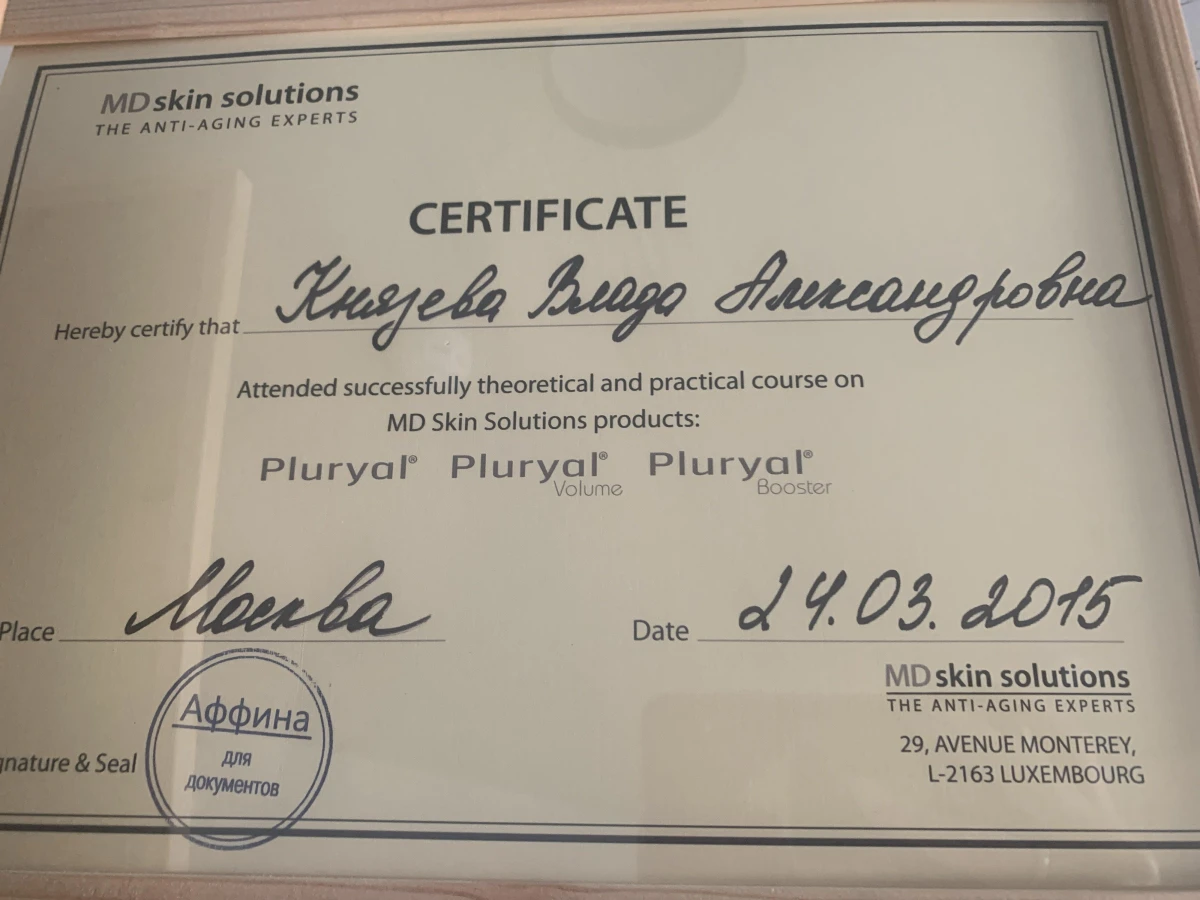 MD skin solutions
THE ANTI-AGING EXPERTS
CERTIFICATE
Hereby certify that Князева Влада Александровна
Attended successfully theoretical and practical course on
MD Skin Solutions products:
Pluryal® Pluryal® Volume Pluryal® Booster
Place Москва Date 24.03.2015
MD skin solutions
THE ANTI-AGING EXPERTS
29, AVENUE MONTEREY,
L-2163 LUXEMBOURG
gnature & Seal
Аффина
для
документов